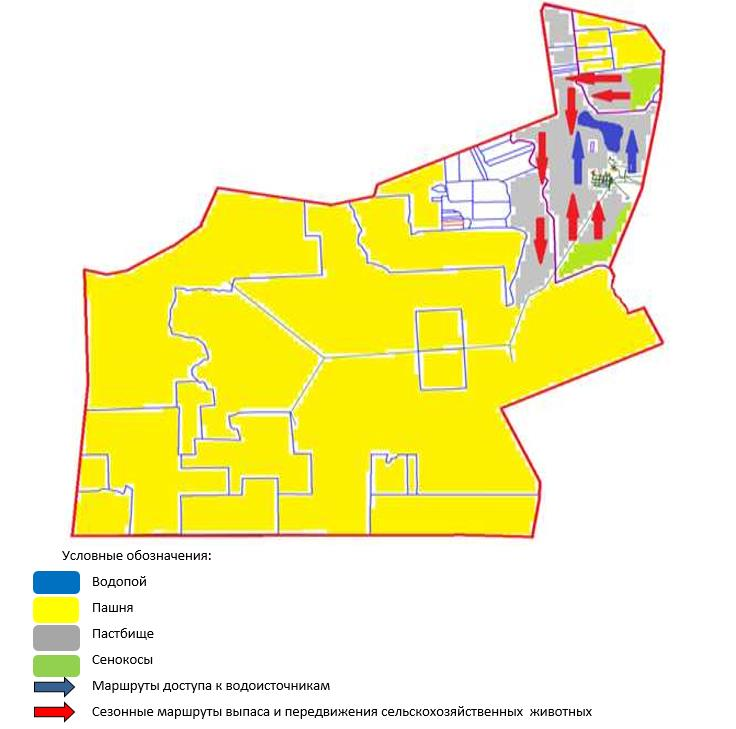 Условные обозначения:
Водопой
Пашня
Пастбище
Сенокосы
Маршруты доступа к водоисточникам
Сезонные маршруты выпаса и передвижения сельскохозяйственных животных